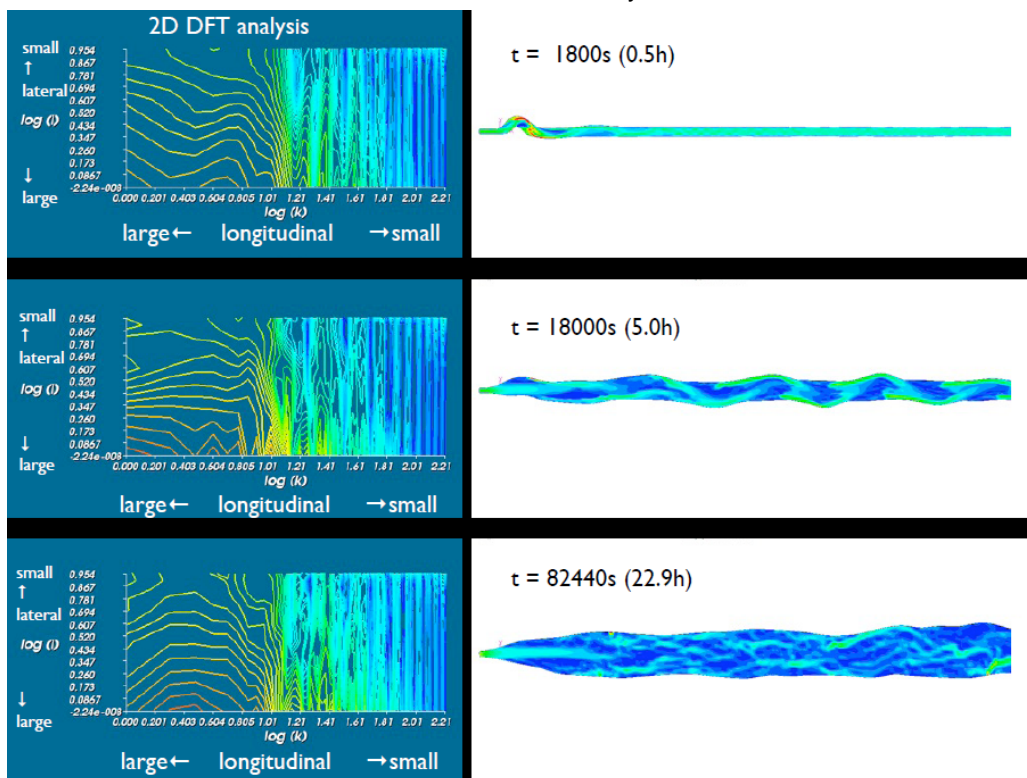 2D DFT analysis
small
↑
lateral
log (l)
↓
large
0.954
0.867
0.781
0.694
0.607
0.520
0.434
0.347
0.260
0.173
0.0867
-2.24e-008
0.000 0.201 0.403 0.604 0.805 1.01 1.21 1.41 1.61 1.81 2.01 2.21
log (k)
large← longitudinal →small
t = 1800s (0.5h)
small
↑
lateral
log (l)
↓
large
0.954
0.867
0.781
0.694
0.607
0.520
0.434
0.347
0.260
0.173
0.0867
-2.24e-008
0.000 0.201 0.403 0.604 0.805 1.01 1.21 1.41 1.61 1.81 2.01 2.21
log (k)
large← longitudinal →small
t = 18000s (5.0h)
small
↑
lateral
log (l)
↓
large
0.954
0.867
0.781
0.694
0.607
0.520
0.434
0.347
0.260
0.173
0.0867
-2.24e-008
0.000 0.201 0.403 0.604 0.805 1.01 1.21 1.41 1.61 1.81 2.01 2.21
log (k)
large← longitudinal →small
t = 82440s (22.9h)